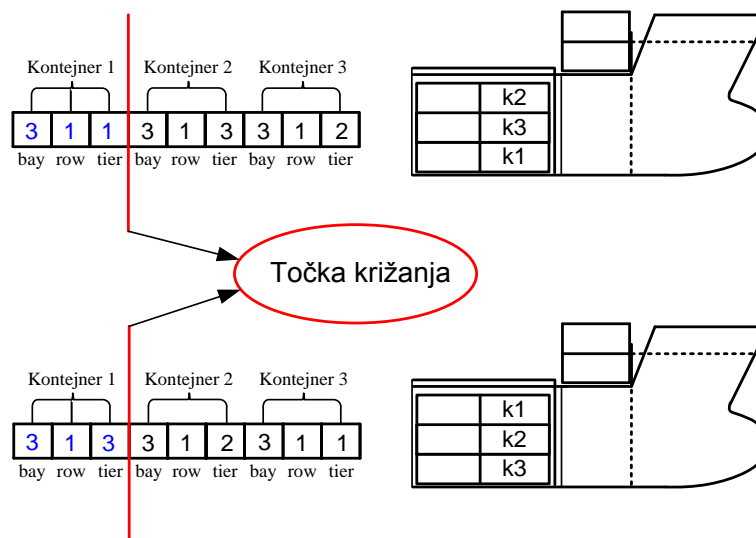 Kontejner 1 Kontejner 2 Kontejner 3
3 1 1 3 1 3 3 1 2
bay row tier bay row tier bay row tier
k2
k3
k1
Točka križanja
Kontejner 1 Kontejner 2 Kontejner 3
3 1 3 3 1 2 3 1 1
bay row tier bay row tier bay row tier
k1
k2
k3